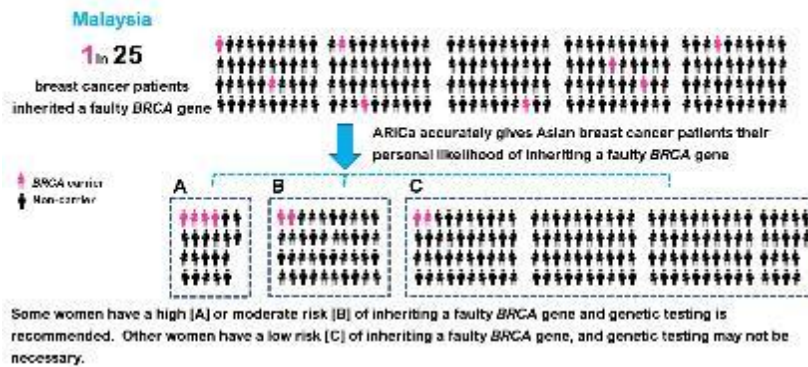 Malaysia
1 in 25
breast cancer patients
inherited a faulty BRCA gene
ARiCa accurately gives Asian breast cancer patients their
personal likelihood of inheriting a faulty BRCA gene
BRCA carrier
Non-carrier
A
B
C
Some women have a high [A] or moderate risk [B] of inheriting a faulty BRCA gene and genetic testing is
recommended. Other women have a low risk [C] of inheriting a faulty BRCA gene, and genetic testing may not be
necessary.